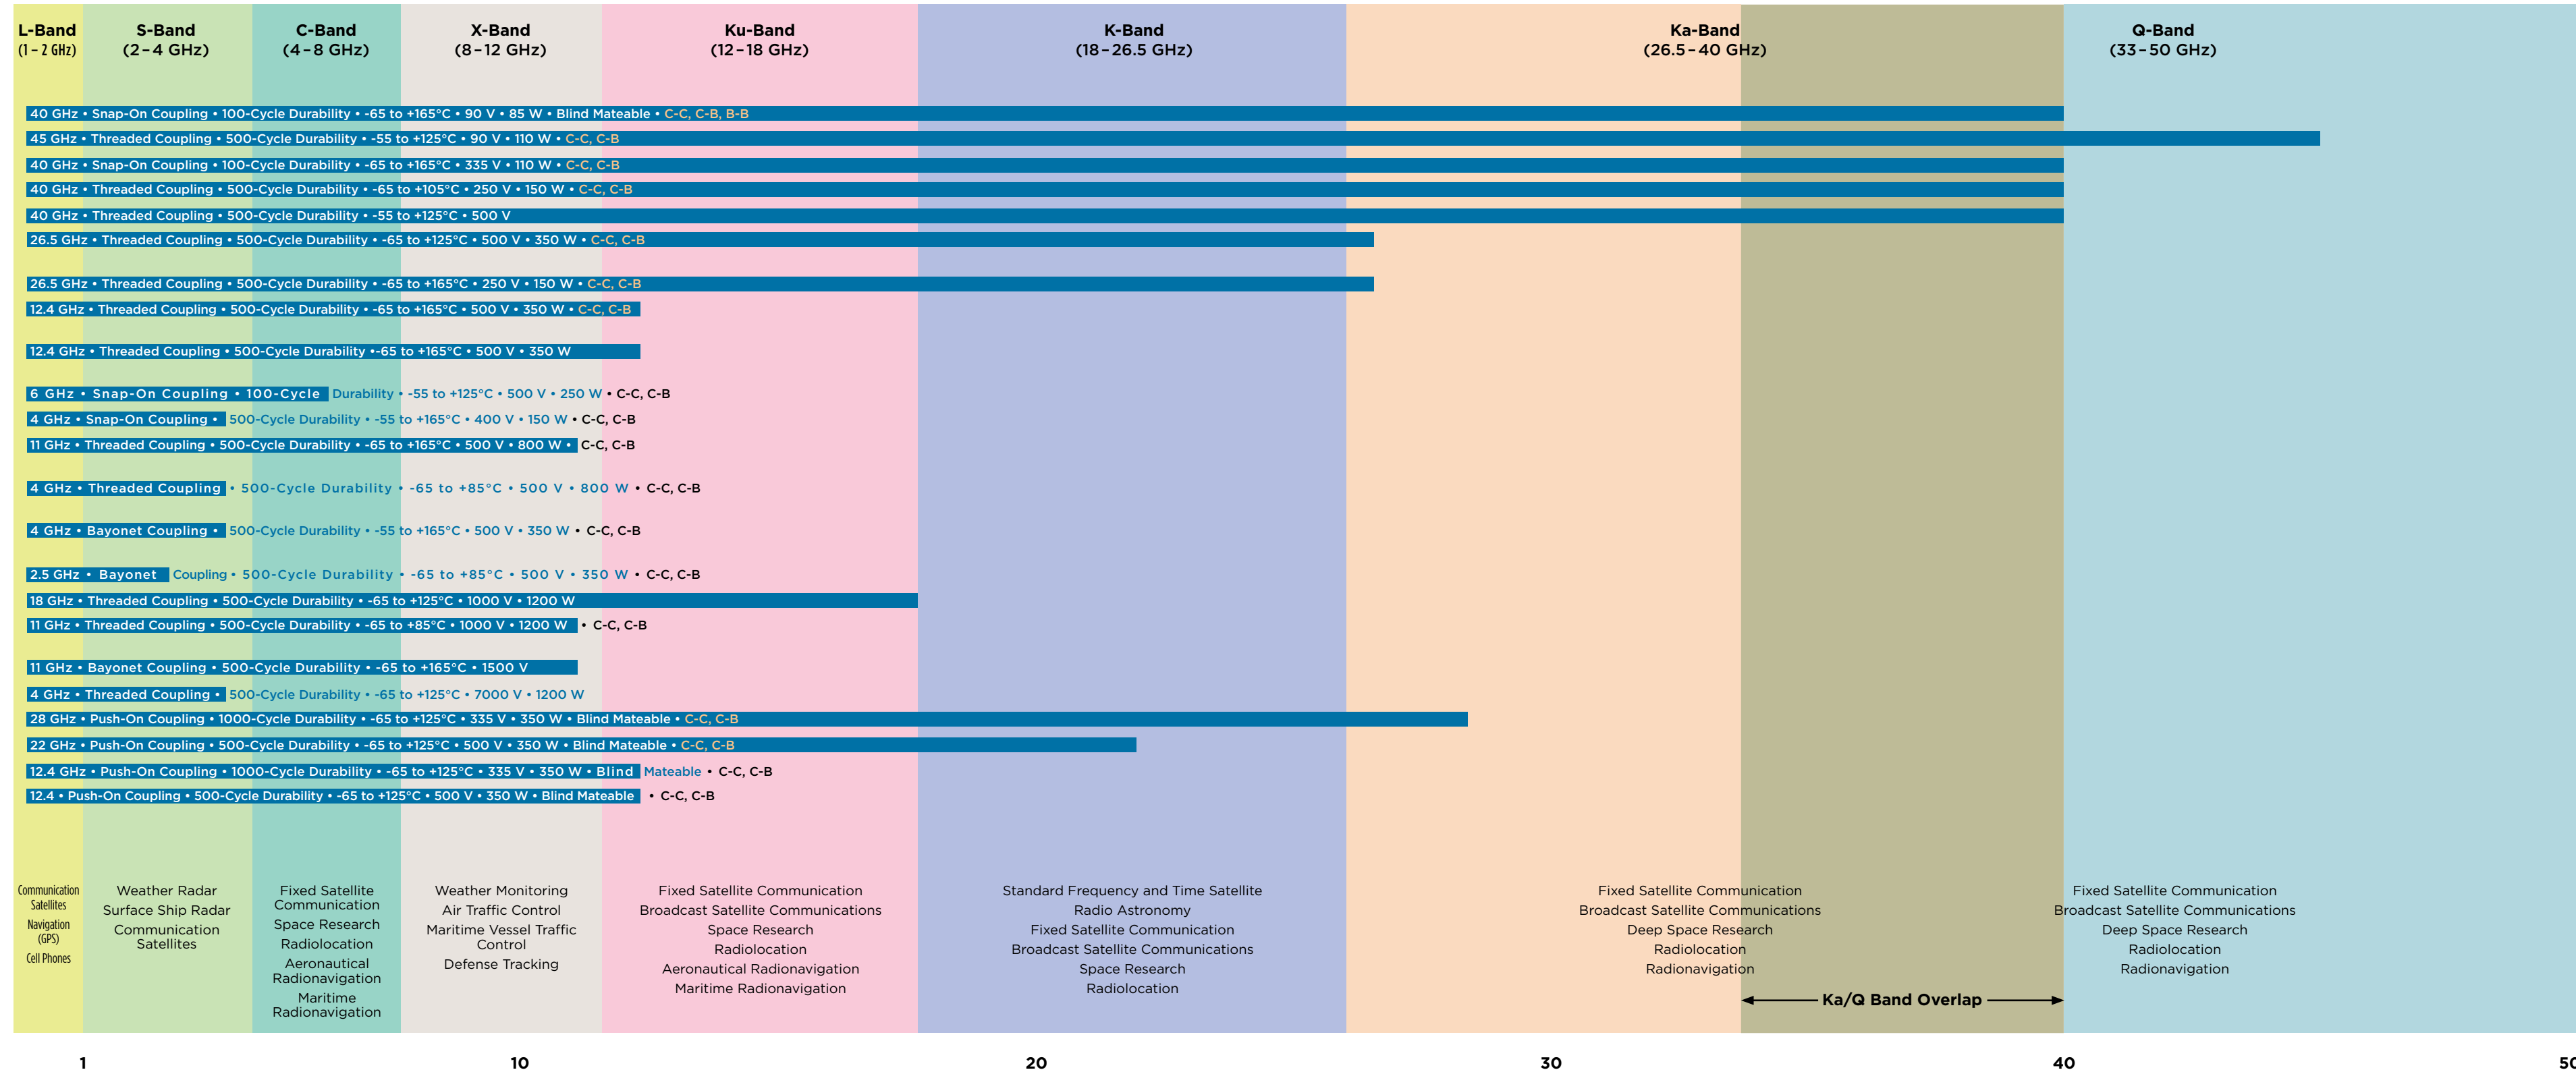 L-Band
(1 – 2 GHz)
S-Band
(2 – 4 GHz)
C-Band
(4 – 8 GHz)
X-Band
(8 – 12 GHz)
Ku-Band
(12 – 18 GHz)
K-Band
(18 – 26.5 GHz)
Ka-Band
(26.5 – 40 GHz)
Q-Band
(33 – 50 GHz)
40 GHz • Snap-On Coupling • 100-Cycle Durability • -65 to +165°C • 90 V • 85 W • Blind Mateable • C-C, C-B, B-B
45 GHz • Threaded Coupling • 500-Cycle Durability • -55 to +125°C • 90 V • 110 W • C-C, C-B
40 GHz • Snap-On Coupling • 100-Cycle Durability • -65 to +165°C • 335 V • 110 W • C-C, C-B
40 GHz • Threaded Coupling • 500-Cycle Durability • -65 to +105°C • 250 V • 150 W • C-C, C-B
40 GHz • Threaded Coupling • 500-Cycle Durability • -55 to +125°C • 500 V
26.5 GHz • Threaded Coupling • 500-Cycle Durability • -65 to +125°C • 500 V • 350 W • C-C, C-B
26.5 GHz • Threaded Coupling • 500-Cycle Durability • -65 to +165°C • 250 V • 150 W • C-C, C-B
12.4 GHz • Threaded Coupling • 500-Cycle Durability • -65 to +165°C • 500 V • 350 W • C-C, C-B
12.4 GHz • Threaded Coupling • 500-Cycle Durability •-65 to +165°C • 500 V • 350 W
6 GHz • Snap-On Coupling • 100-Cycle Durability • -55 to +125°C • 500 V • 250 W • C-C, C-B
4 GHz • Snap-On Coupling • 500-Cycle Durability • -55 to +165°C • 400 V • 150 W • C-C, C-B
11 GHz • Threaded Coupling • 500-Cycle Durability • -65 to +165°C • 500 V • 800 W • C-C, C-B
4 GHz • Threaded Coupling • 500-Cycle Durability • -65 to +85°C • 500 V • 800 W • C-C, C-B
4 GHz • Bayonet Coupling • 500-Cycle Durability • -55 to +165°C • 500 V • 350 W • C-C, C-B
2.5 GHz • Bayonet Coupling • 500-Cycle Durability • -65 to +85°C • 500 V • 350 W • C-C, C-B
18 GHz • Threaded Coupling • 500-Cycle Durability • -65 to +125°C • 1000 V • 1200 W
11 GHz • Threaded Coupling • 500-Cycle Durability • -65 to +85°C • 1000 V • 1200 W • C-C, C-B
11 GHz • Bayonet Coupling • 500-Cycle Durability • -65 to +165°C • 1500 V
4 GHz • Threaded Coupling • 500-Cycle Durability • -65 to +125°C • 7000 V • 1200 W
28 GHz • Push-On Coupling • 1000-Cycle Durability • -65 to +125°C • 335 V • 350 W • Blind Mateable • C-C, C-B
22 GHz • Push-On Coupling • 500-Cycle Durability • -65 to +125°C • 500 V • 350 W • Blind Mateable • C-C, C-B
12.4 GHz • Push-On Coupling • 1000-Cycle Durability • -65 to +125°C • 335 V • 350 W • Blind Mateable • C-C, C-B
12.4 • Push-On Coupling • 500-Cycle Durability • -65 to +125°C • 500 V • 350 W • Blind Mateable • C-C, C-B
Communication
Satellites
Navigation
(GPS)
Cell Phones
Weather Radar
Surface Ship Radar
Communication
Satellites
Fixed Satellite
Communication
Space Research
Radiolocation
Aeronautical
Radionavigation
Maritime
Radionavigation
Weather Monitoring
Air Traffic Control
Maritime Vessel Traffic
Control
Defense Tracking
Fixed Satellite Communication
Broadcast Satellite Communications
Space Research
Radiolocation
Aeronautical Radionavigation
Maritime Radionavigation
Standard Frequency and Time Satellite
Radio Astronomy
Fixed Satellite Communication
Broadcast Satellite Communications
Space Research
Radiolocation
Fixed Satellite Communication
Broadcast Satellite Communications
Deep Space Research
Radiolocation
Radionavigation
Fixed Satellite Communication
Broadcast Satellite Communications
Deep Space Research
Radiolocation
Radionavigation
Ka/Q Band Overlap
1
10
20
30
40